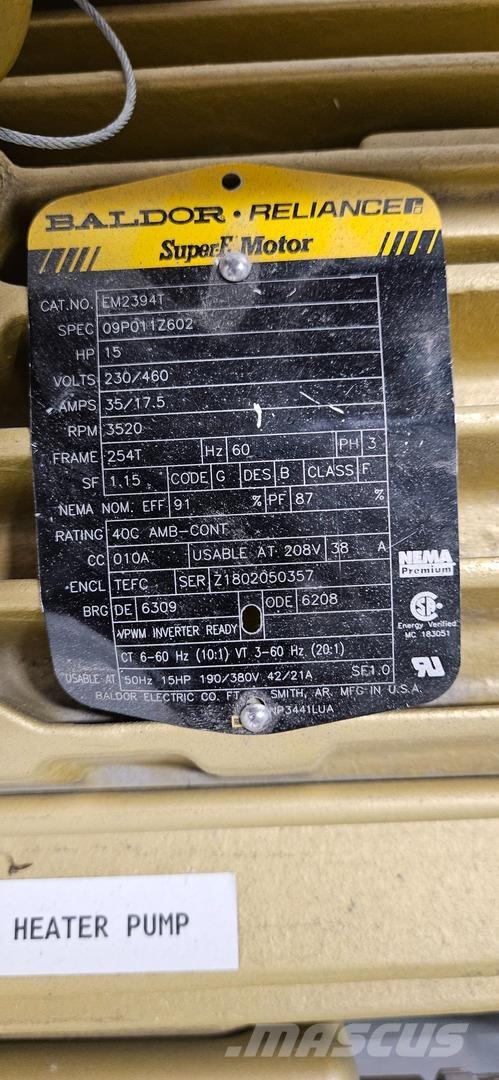 BALDOR · RELIANCE
Super-E Motor
CAT.NO. EM2394T
SPEC 09P011Z602
HP 15
VOLTS 230/460
AMPS 35/17.5
RPM 3520
FRAME 254T Hz 60 PH 3
SF 1.15 CODE G DES B CLASS F
NEMA NOM. EFF 91 % PF 87 %
RATING 40C AMB-CONT
CC 010A USABLE AT 208V 38 A
NEMA
Premium
ENCL TEFC SER Z1802050357
BRG DE 6309 ODE 6208
Energy Verified
MC 183051
VPWM INVERTER READY
CT 6-60 Hz (10:1) VT 3-60 Hz (20:1)
USABLE AT 50Hz 15HP 190/380V 42/21A SF1.0
BALDOR ELECTRIC CO. FT. SMITH, AR. MFG IN U.S.A.
NP3441LUA
HEATER PUMP
MASCUS